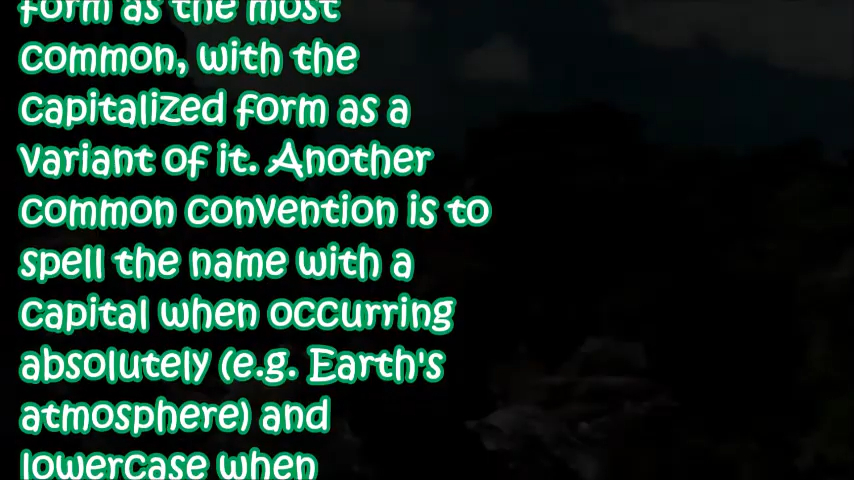 form as the most
common, with the
capitalized form as a
variant of it. Another
common convention is to
spell the name with a
capital when occurring
absolutely (e.g. Earth's
atmosphere) and
lowercase when